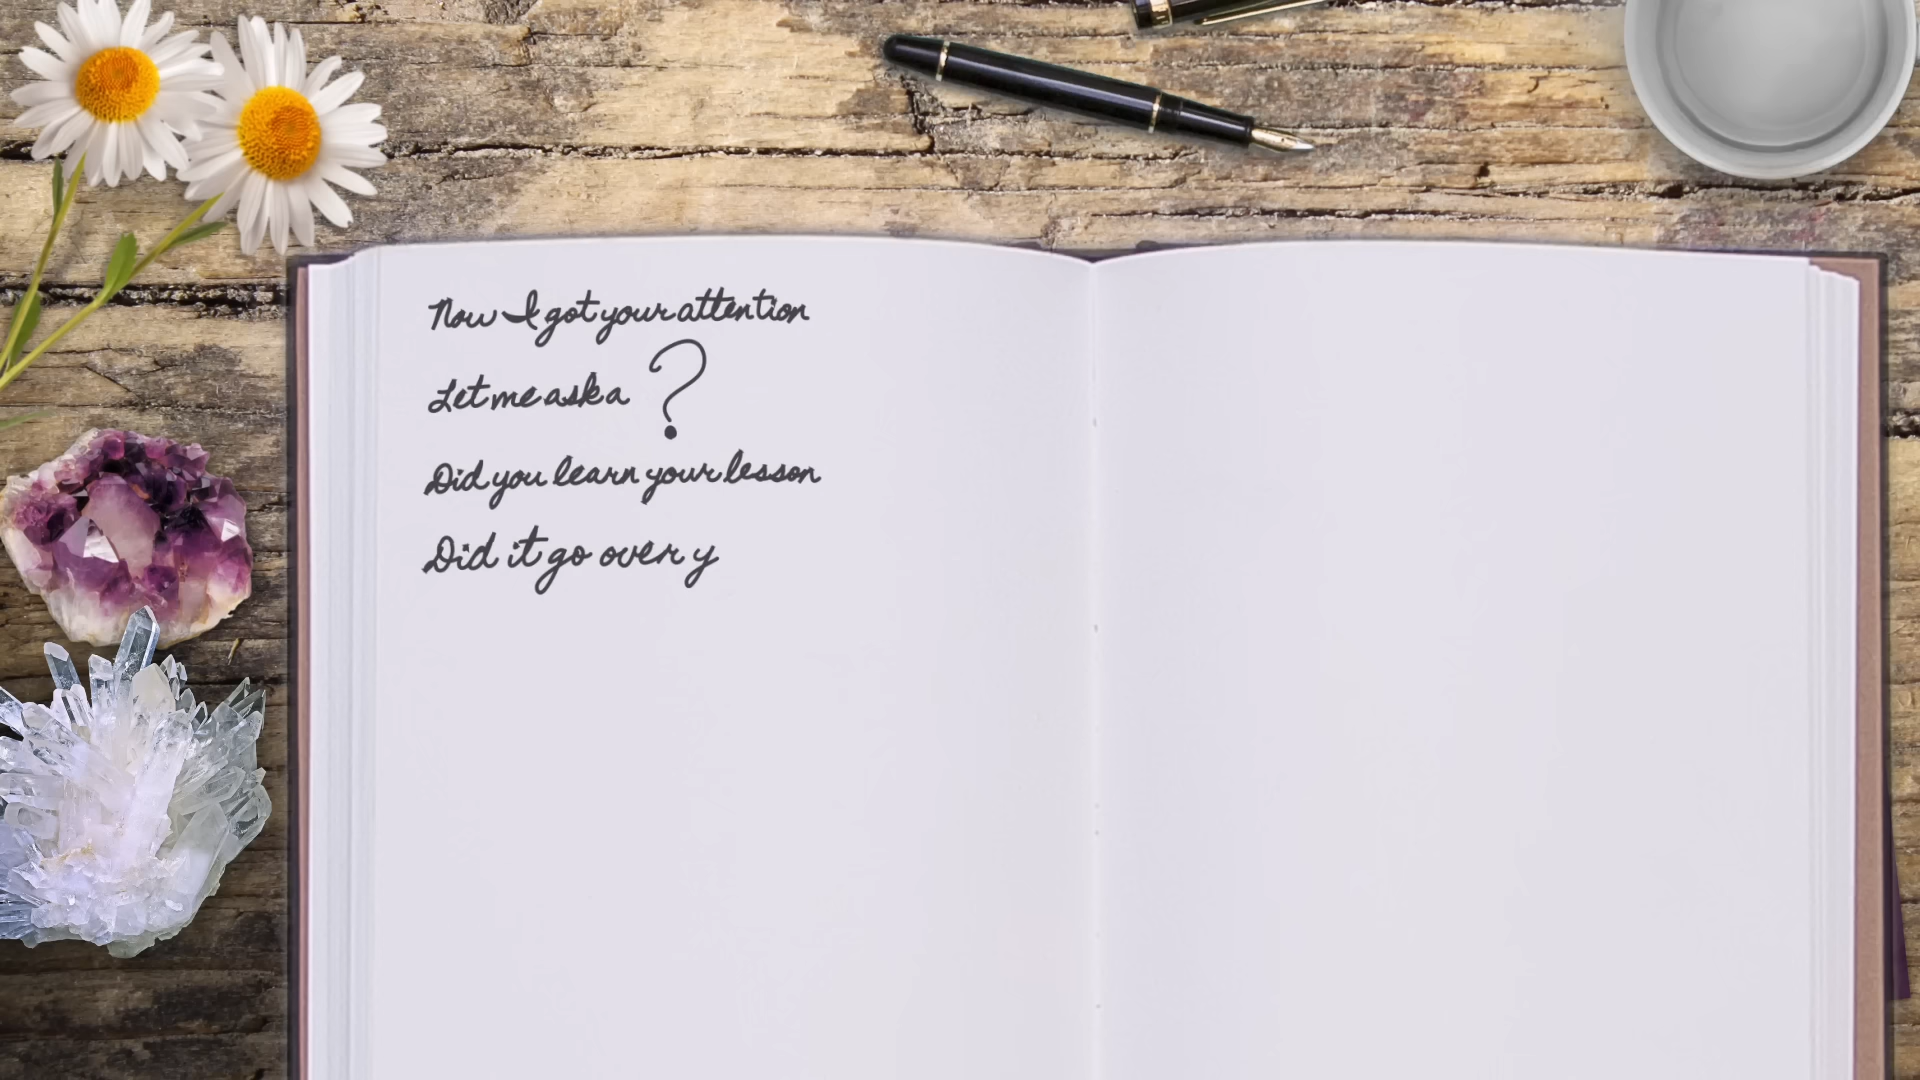 Now I got your attention
Let me ask a ?
Did you learn your lesson
Did it go over y